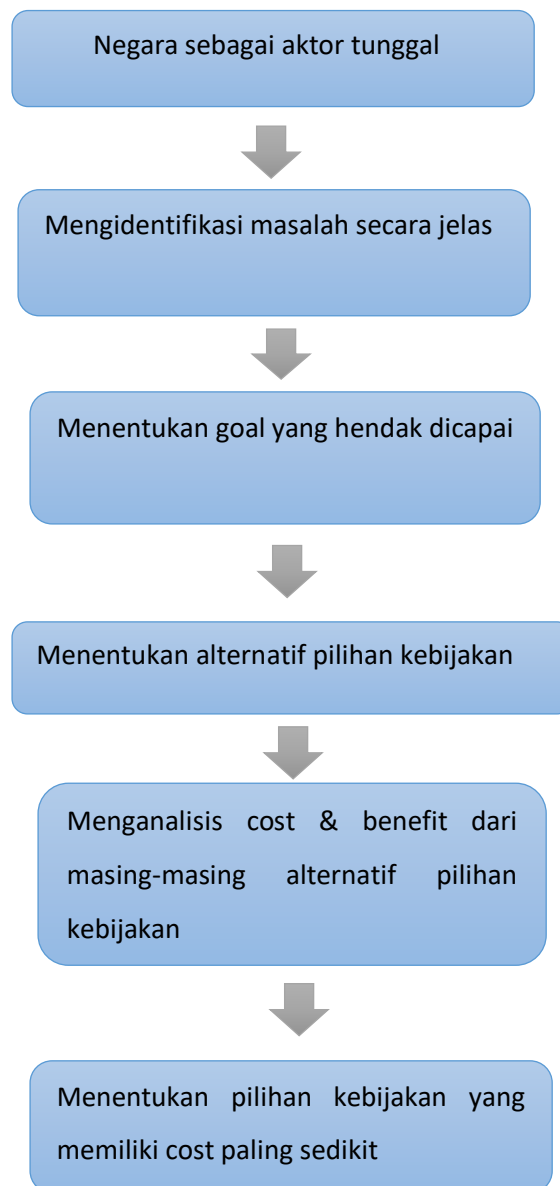 Negara sebagai aktor tunggal
Mengidentifikasi masalah secara jelas
Menentukan goal yang hendak dicapai
Menentukan alternatif pilihan kebijakan
Menganalisis cost & benefit dari
masing-masing alternatif pilihan
kebijakan
Menentukan pilihan kebijakan yang
memiliki cost paling sedikit